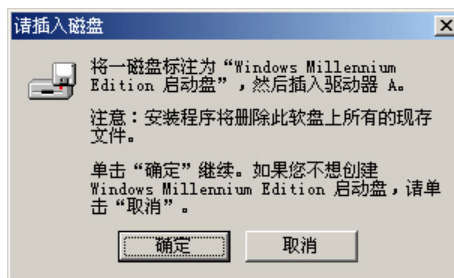 请插入磁盘
将一磁盘标注为“Windows Millennium
Edition 启动盘”，然后插入驱动器 A。
注意：安装程序将删除此软盘上所有的现存
文件。
单击“确定”继续。如果您不想创建
Windows Millennium Edition 启动盘，请单
击“取消”。
确定
取消